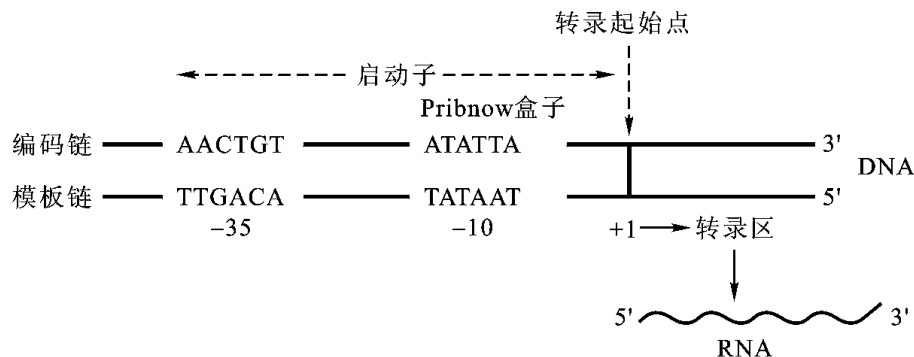 转录起始点
启动子
Pribnow盒子
编码链 AACTGT ATATTA 3' DNA
模板链 TTGACA TATAAT 5'
-35 -10 +1 转录区
5' 3'
RNA